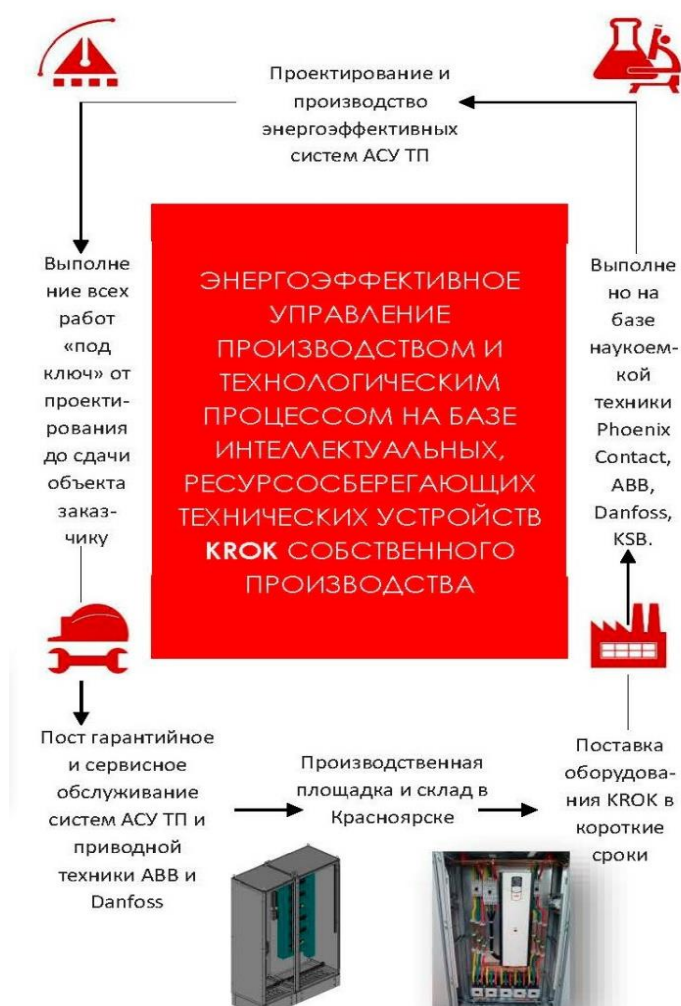 Проектирование и
производство
энергоэффективных
систем АСУ ТП
Выполне
ние всех
работ
«под
ключ» от
проекти-
рования
до сдачи
объекта
заказ-
чику
ЭНЕРГОЭФФЕКТИВНОЕ
УПРАВЛЕНИЕ
ПРОИЗВОДСТВОМ И
ТЕХНОЛОГИЧЕСКИМ
ПРОЦЕССОМ НА БАЗЕ
ИНТЕЛЛЕКТУАЛЬНЫХ,
РЕСУРСОСБЕРЕГАЮЩИХ
ТЕХНИЧЕСКИХ УСТРОЙСТВ
KROK СОБСТВЕННОГО
ПРОИЗВОДСТВА
Выполне
но на
базе
наукоем-
кой
техники
Phoenix
Contact,
ABB,
Danfoss,
KSB.
Пост гарантийное
и сервисное
обслуживание
систем АСУ ТП и
приводной
техники ABB и
Danfoss
Производственная
площадка и склад в
Красноярске
Поставка
оборудова-
ния KROK в
короткие
сроки